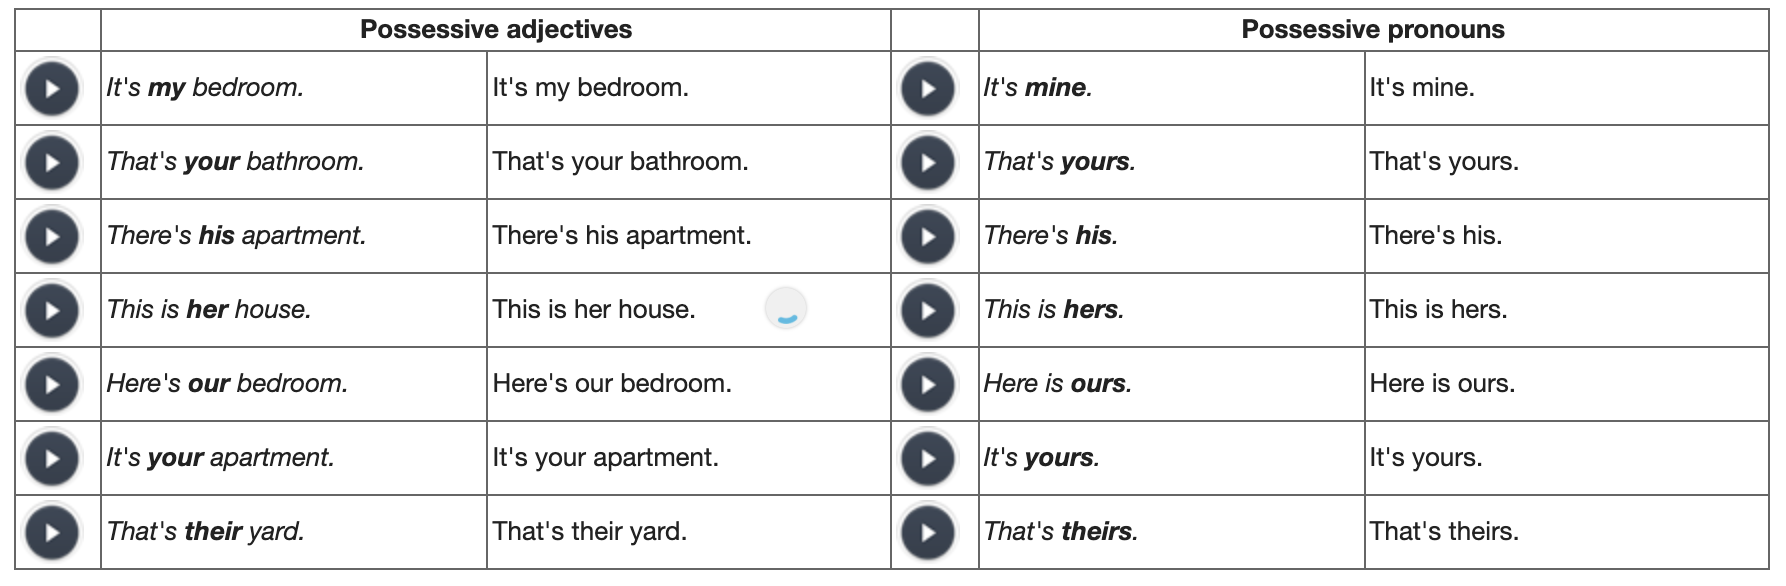 Possessive adjectives Possessive pronouns
It's my bedroom. It's my bedroom. It's mine. It's mine.
That's your bathroom. That's your bathroom. That's yours. That's yours.
There's his apartment. There's his apartment. There's his. There's his.
This is her house. This is her house. This is hers. This is hers.
Here's our bedroom. Here's our bedroom. Here is ours. Here is ours.
It's your apartment. It's your apartment. It's yours. It's yours.
That's their yard. That's their yard. That's theirs. That's theirs.